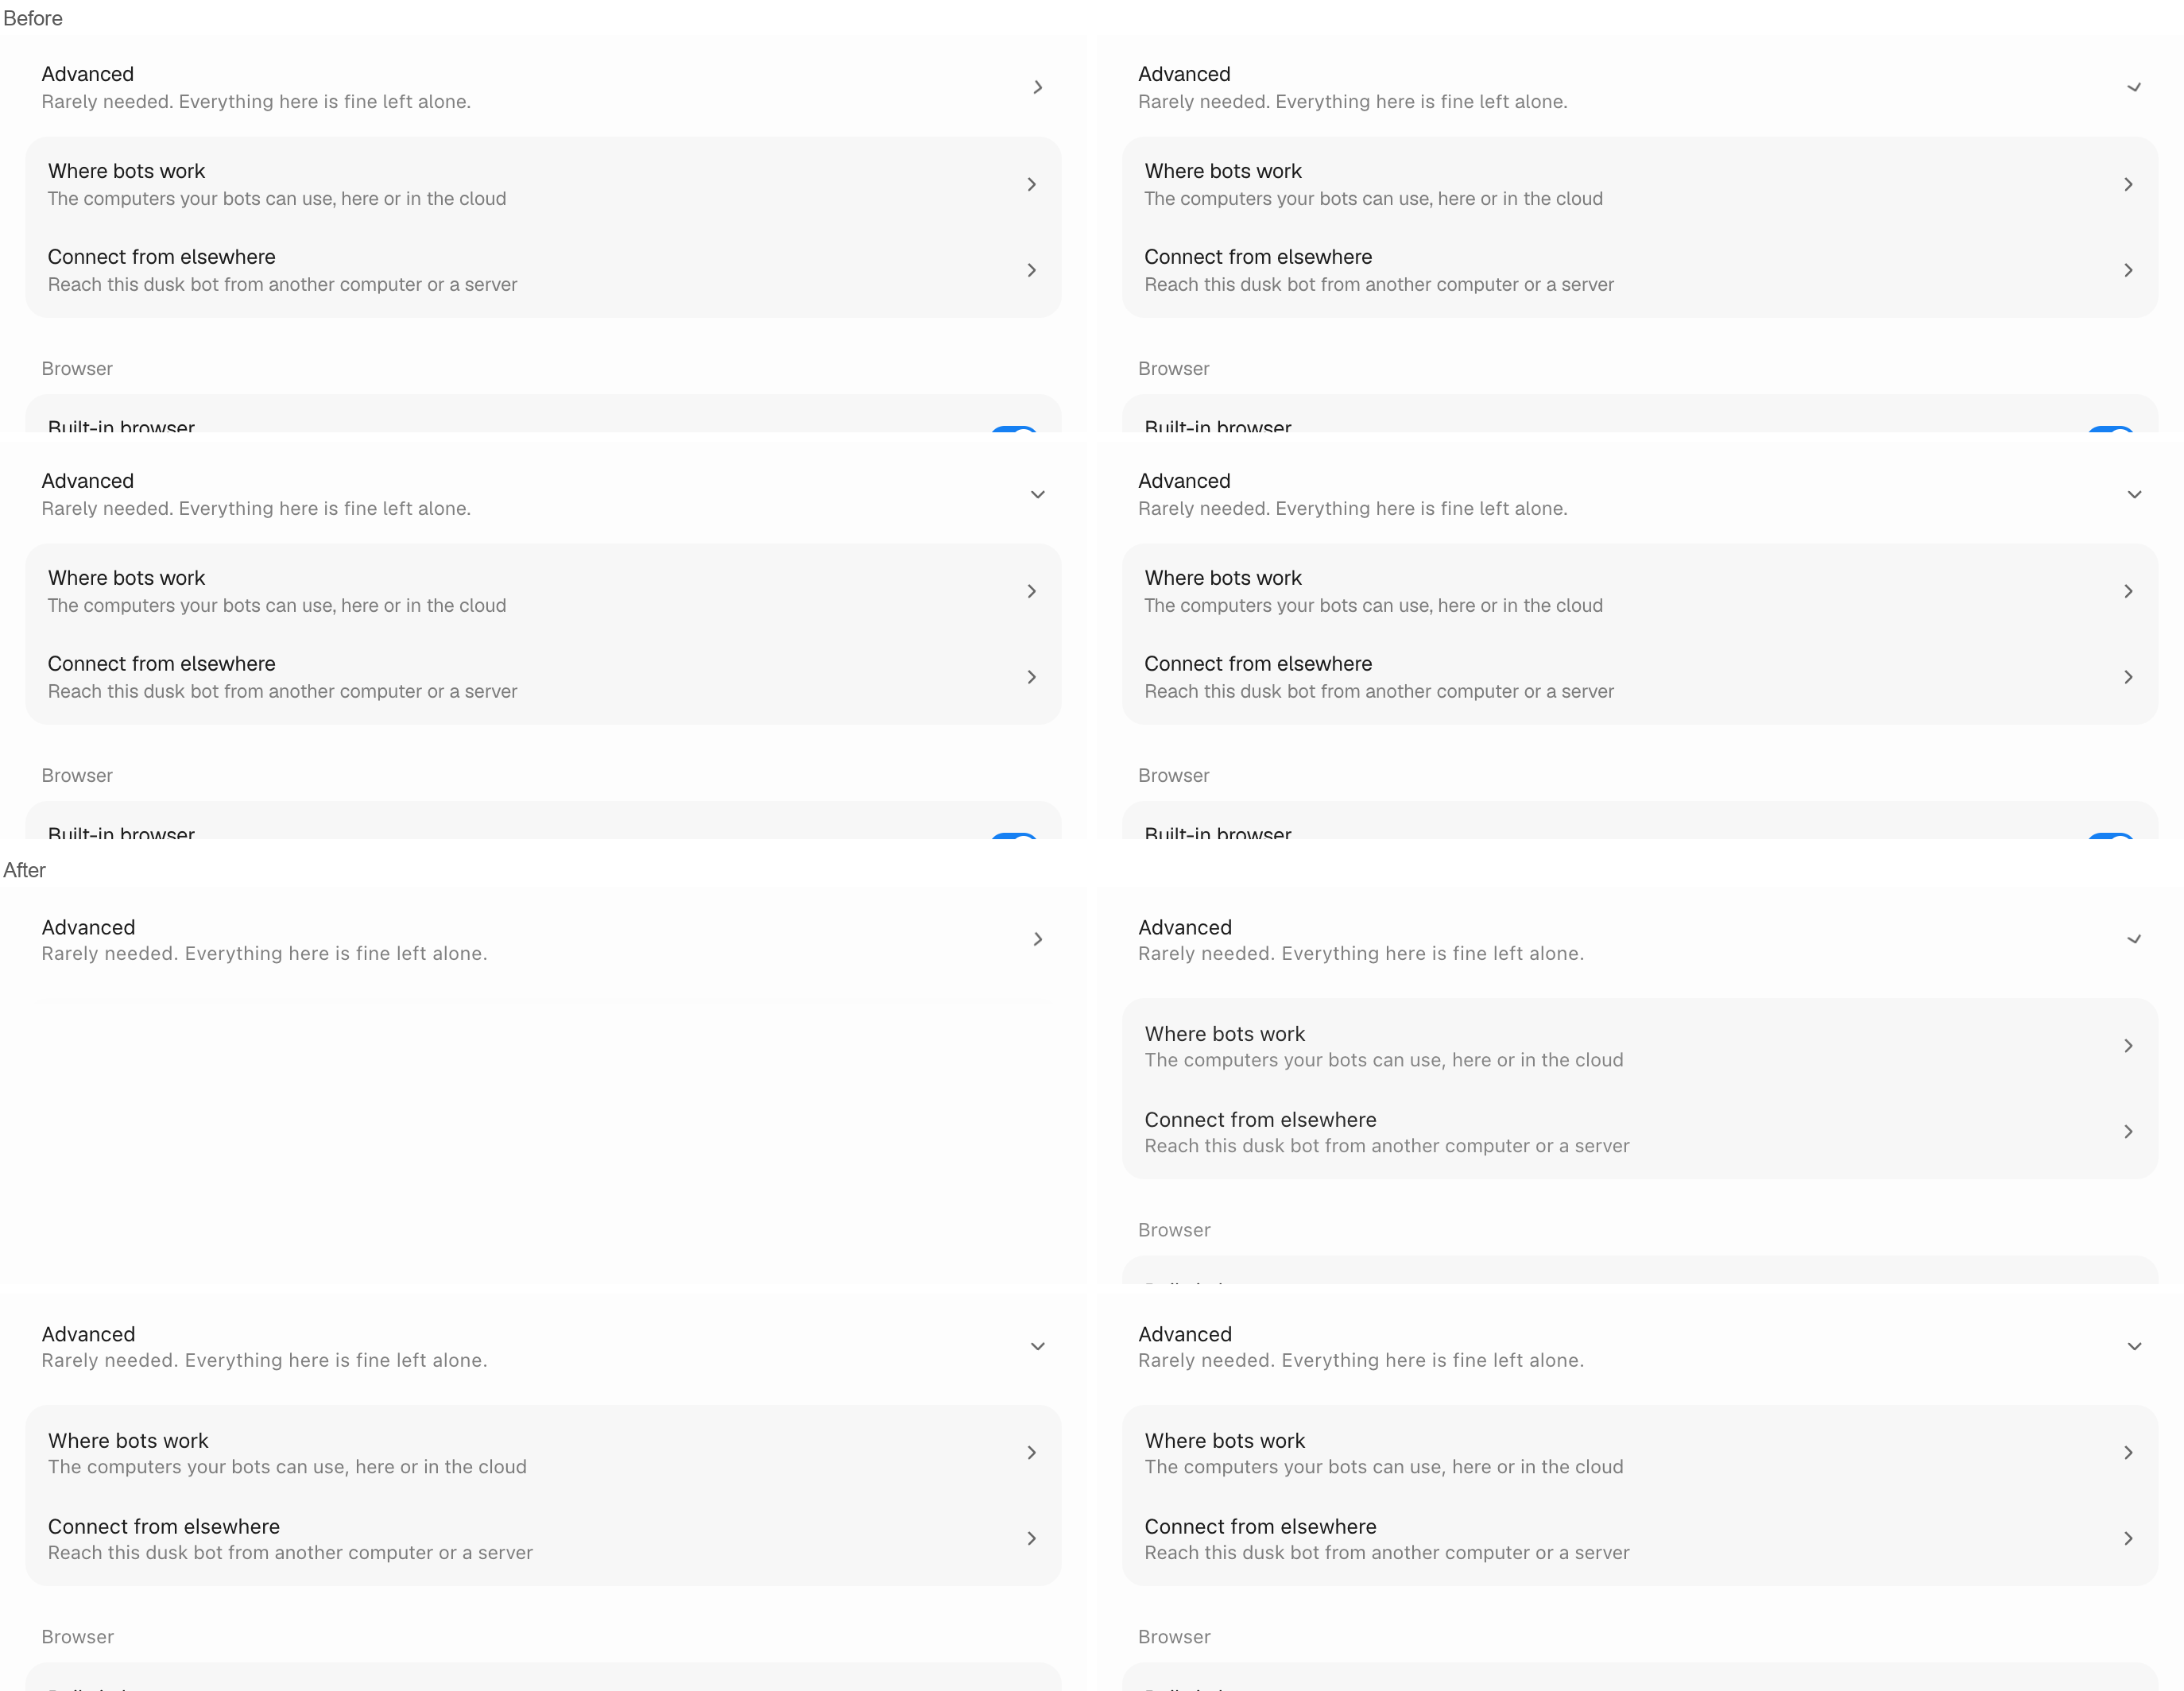 Before
Advanced
Rarely needed. Everything here is fine left alone.
Where bots work
The computers your bots can use, here or in the cloud
Connect from elsewhere
Reach this dusk bot from another computer or a server
Browser
Built-in browser
Advanced
Rarely needed. Everything here is fine left alone.
Where bots work
The computers your bots can use, here or in the cloud
Connect from elsewhere
Reach this dusk bot from another computer or a server
Browser
Built-in browser
Advanced
Rarely needed. Everything here is fine left alone.
Where bots work
The computers your bots can use, here or in the cloud
Connect from elsewhere
Reach this dusk bot from another computer or a server
Browser
Built-in browser
Advanced
Rarely needed. Everything here is fine left alone.
Where bots work
The computers your bots can use, here or in the cloud
Connect from elsewhere
Reach this dusk bot from another computer or a server
Browser
Built-in browser
After
Advanced
Rarely needed. Everything here is fine left alone.
Advanced
Rarely needed. Everything here is fine left alone.
Where bots work
The computers your bots can use, here or in the cloud
Connect from elsewhere
Reach this dusk bot from another computer or a server
Browser
Advanced
Rarely needed. Everything here is fine left alone.
Where bots work
The computers your bots can use, here or in the cloud
Connect from elsewhere
Reach this dusk bot from another computer or a server
Browser
Advanced
Rarely needed. Everything here is fine left alone.
Where bots work
The computers your bots can use, here or in the cloud
Connect from elsewhere
Reach this dusk bot from another computer or a server
Browser